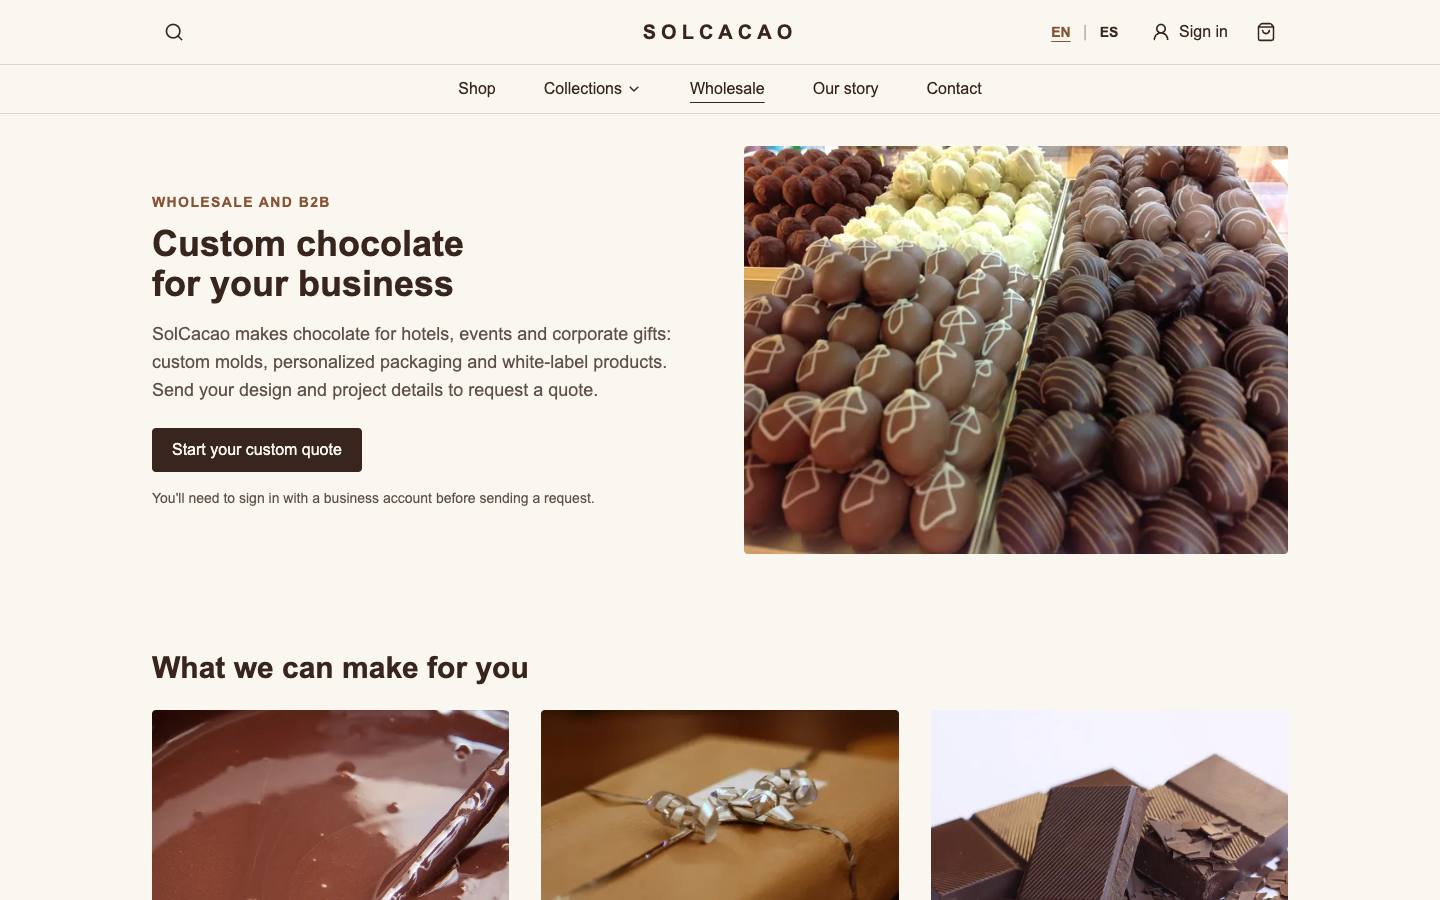 SOLCACAO
EN | ES
Sign in
Shop
Collections
Wholesale
Our story
Contact
WHOLESALE AND B2B
Custom chocolate
for your business
SolCacao makes chocolate for hotels, events and corporate gifts:
custom molds, personalized packaging and white-label products.
Send your design and project details to request a quote.
Start your custom quote
You'll need to sign in with a business account before sending a request.
What we can make for you